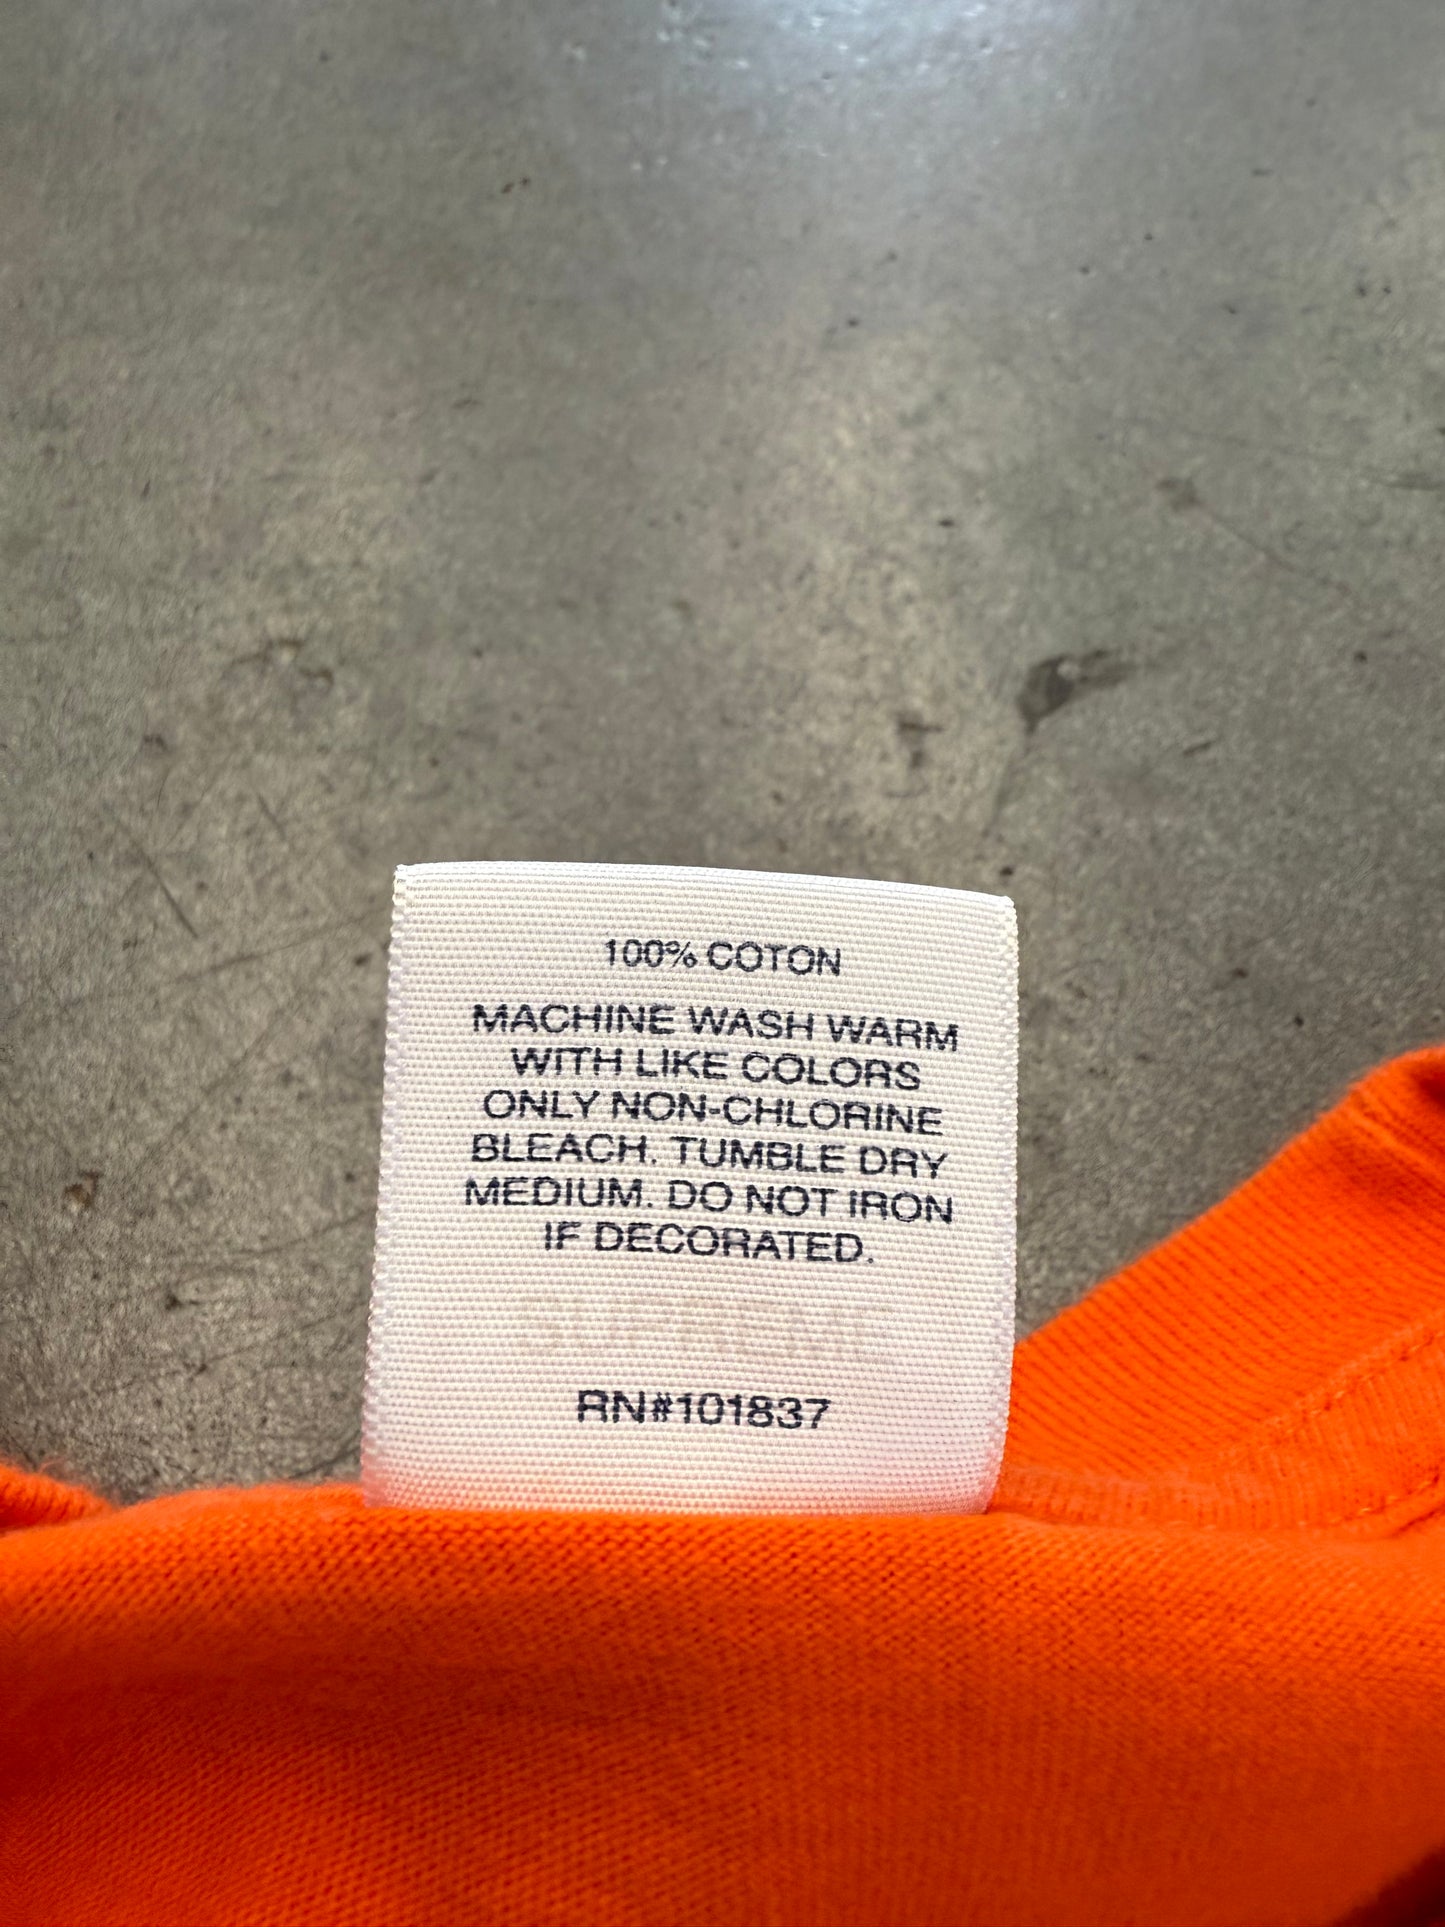 100% COTON
MACHINE WASH WARM
WITH LIKE COLORS
ONLY NON-CHLORINE
BLEACH. TUMBLE DRY
MEDIUM. DO NOT IRON
IF DECORATED.
SUPREME
RN#101837